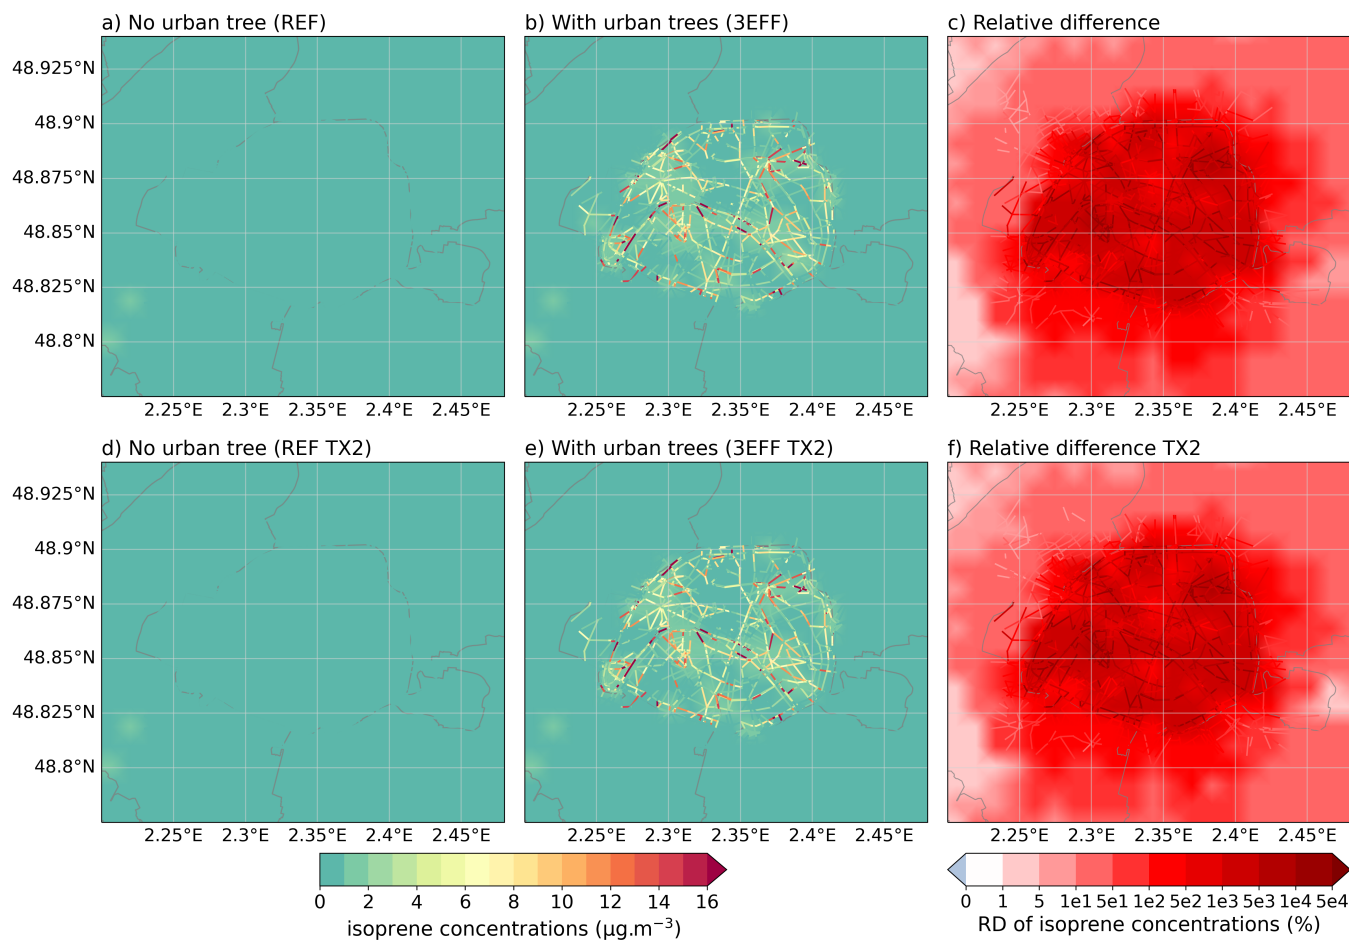 a) No urban tree (REF)
b) With urban trees (3EFF)
c) Relative difference
48.925°N
48.9°N
48.875°N
48.85°N
48.825°N
48.8°N
2.25°E 2.3°E 2.35°E 2.4°E 2.45°E
2.25°E 2.3°E 2.35°E 2.4°E 2.45°E
2.25°E 2.3°E 2.35°E 2.4°E 2.45°E
d) No urban tree (REF TX2)
e) With urban trees (3EFF TX2)
f) Relative difference TX2
48.925°N
48.9°N
48.875°N
48.85°N
48.825°N
48.8°N
2.25°E 2.3°E 2.35°E 2.4°E 2.45°E
2.25°E 2.3°E 2.35°E 2.4°E 2.45°E
2.25°E 2.3°E 2.35°E 2.4°E 2.45°E
0 2 4 6 8 10 12 14 16
isoprene concentrations (µg.m⁻³)
0 1 5 1e1 5e1 1e2 5e2 1e3 5e3 1e4 5e4
RD of isoprene concentrations (%)